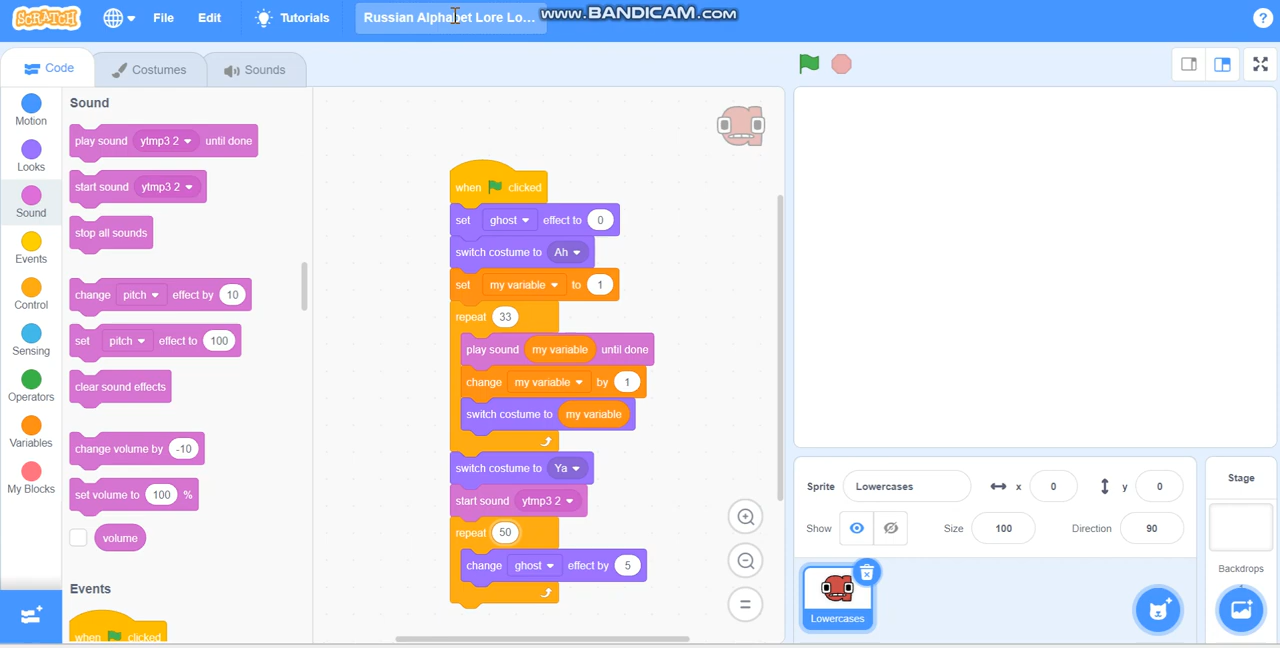 SCRATCH
File
Edit
Tutorials
Russian Alphabet Lore Lo...
www.BANDICAM.com
?
Code
Costumes
Sounds
Motion
Looks
Sound
Events
Control
Sensing
Operators
Variables
My Blocks
Sound
play sound ytmp3 2 until done
start sound ytmp3 2
stop all sounds
change pitch effect by 10
set pitch effect to 100
clear sound effects
change volume by -10
set volume to 100 %
volume
Events
when clicked
when clicked
set ghost effect to 0
switch costume to Ah
set my variable to 1
repeat 33
play sound my variable until done
change my variable by 1
switch costume to my variable
switch costume to Ya
start sound ytmp3 2
repeat 50
change ghost effect by 5
Sprite Lowercases x 0 y 0
Show Size 100 Direction 90
Lowercases
Stage
Backdrops